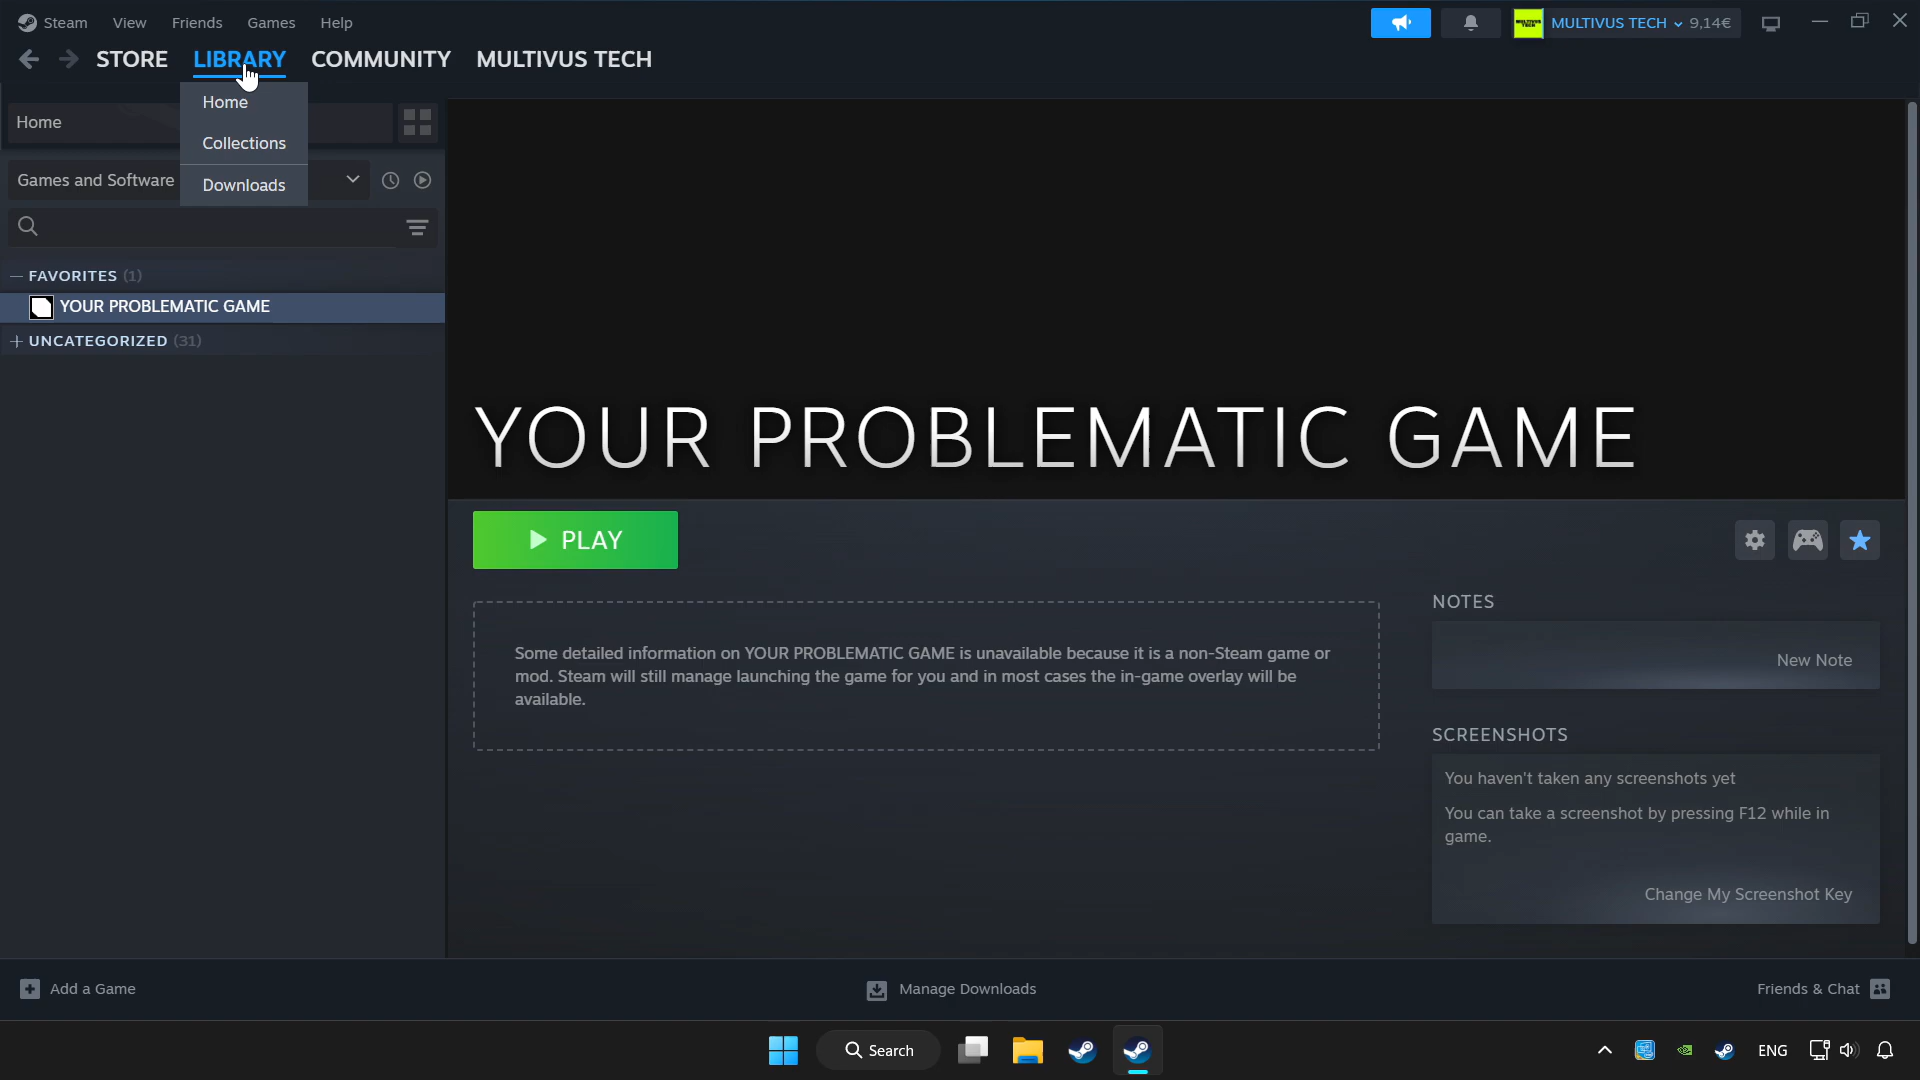 Steam
View
Friends
Games
Help
MULTIVUS TECH
MULTIVUS TECH
9,14€
STORE
LIBRARY
COMMUNITY
MULTIVUS TECH
Home
Collections
Downloads
Home
Games and Software
FAVORITES (1)
YOUR PROBLEMATIC GAME
UNCATEGORIZED (31)
YOUR PROBLEMATIC GAME
PLAY
Some detailed information on YOUR PROBLEMATIC GAME is unavailable because it is a non-Steam game or
mod. Steam will still manage launching the game for you and in most cases the in-game overlay will be
available.
NOTES
New Note
SCREENSHOTS
You haven't taken any screenshots yet
You can take a screenshot by pressing F12 while in
game.
Change My Screenshot Key
Add a Game
Manage Downloads
Friends & Chat
Search
ENG